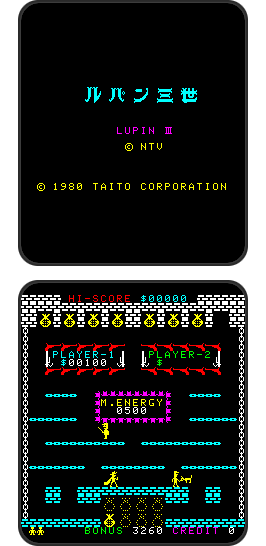 ルパン三世
LUPIN III
© NTV
© 1980 TAITO CORPORATION
HI-SCORE $00000
PLAYER-1 PLAYER-2
$00100 $
M.ENERGY
0500
BONUS 3260 CREDIT 0